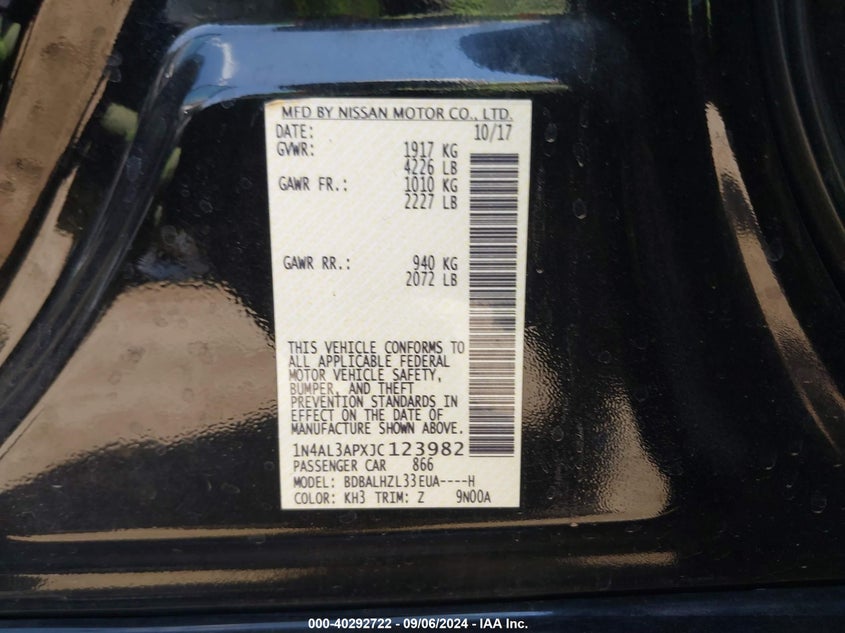 MFD BY NISSAN MOTOR CO., LTD.
DATE: 10/17
GVWR: 1917 KG
4226 LB
GAWR FR.: 1010 KG
2227 LB
GAWR RR.: 940 KG
2072 LB
THIS VEHICLE CONFORMS TO
ALL APPLICABLE FEDERAL
MOTOR VEHICLE SAFETY,
BUMPER, AND THEFT
PREVENTION STANDARDS IN
EFFECT ON THE DATE OF
MANUFACTURE SHOWN ABOVE.
1N4AL3APXJC123982
PASSENGER CAR 866
MODEL: BDBALHZL33EUA----H
COLOR: KH3 TRIM: Z 9N00A
000-40292722 - 09/06/2024 - IAA Inc.